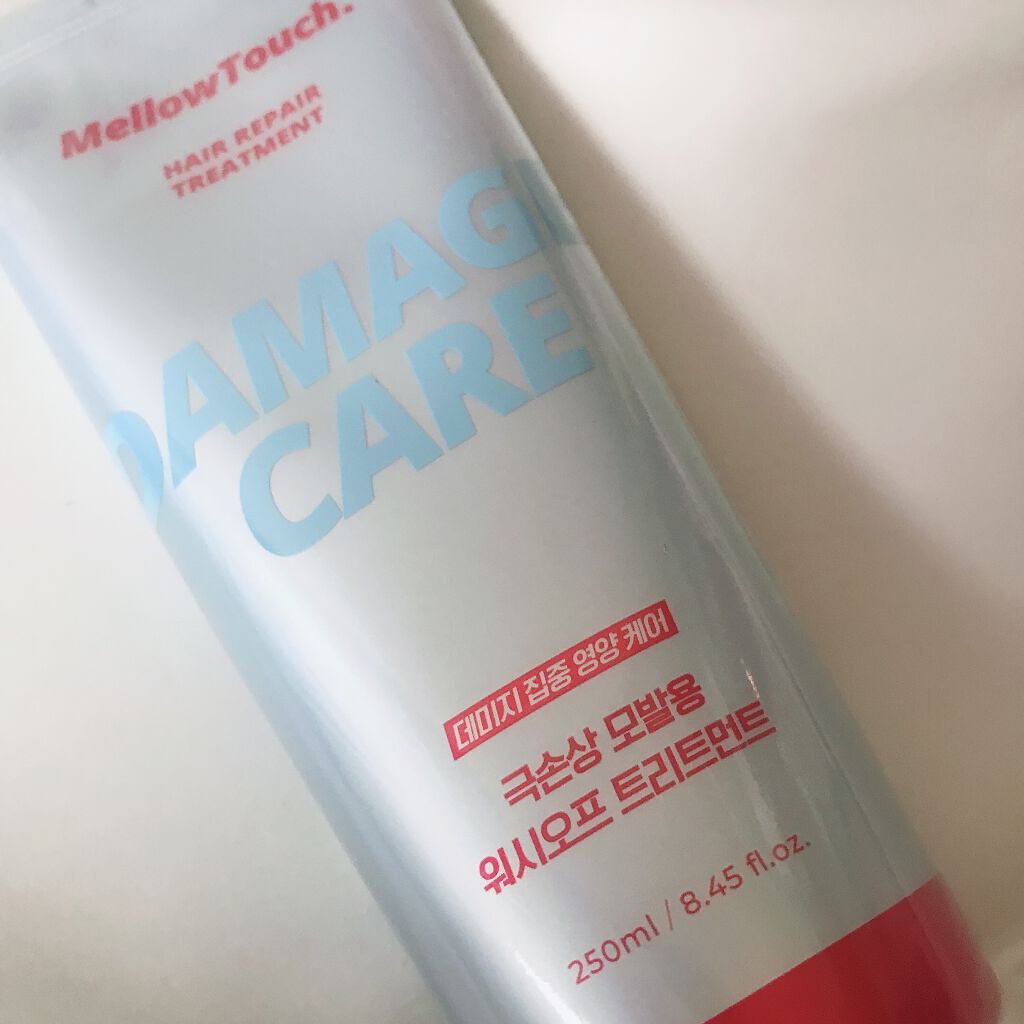 MellowTouch.
HAIR REPAIR
TREATMENT
DAMAG
CARE
데미지 집중 영양 케어
극손상 모발용
워시오프 트리트먼트
250ml / 8.45 fl.oz.